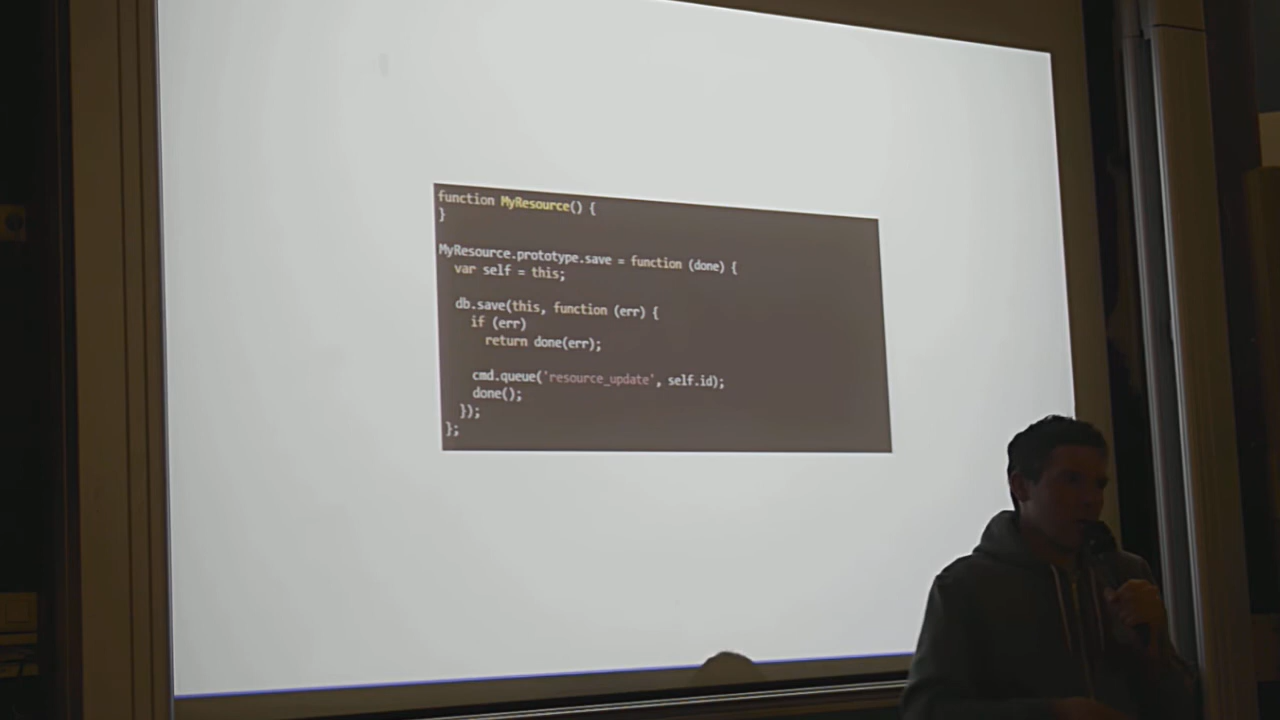 function MyResource() {
}
MyResource.prototype.save = function (done) {
var self = this;
db.save(this, function (err) {
if (err)
return done(err);
cmd.queue('resource_update', self.id);
done();
});
};